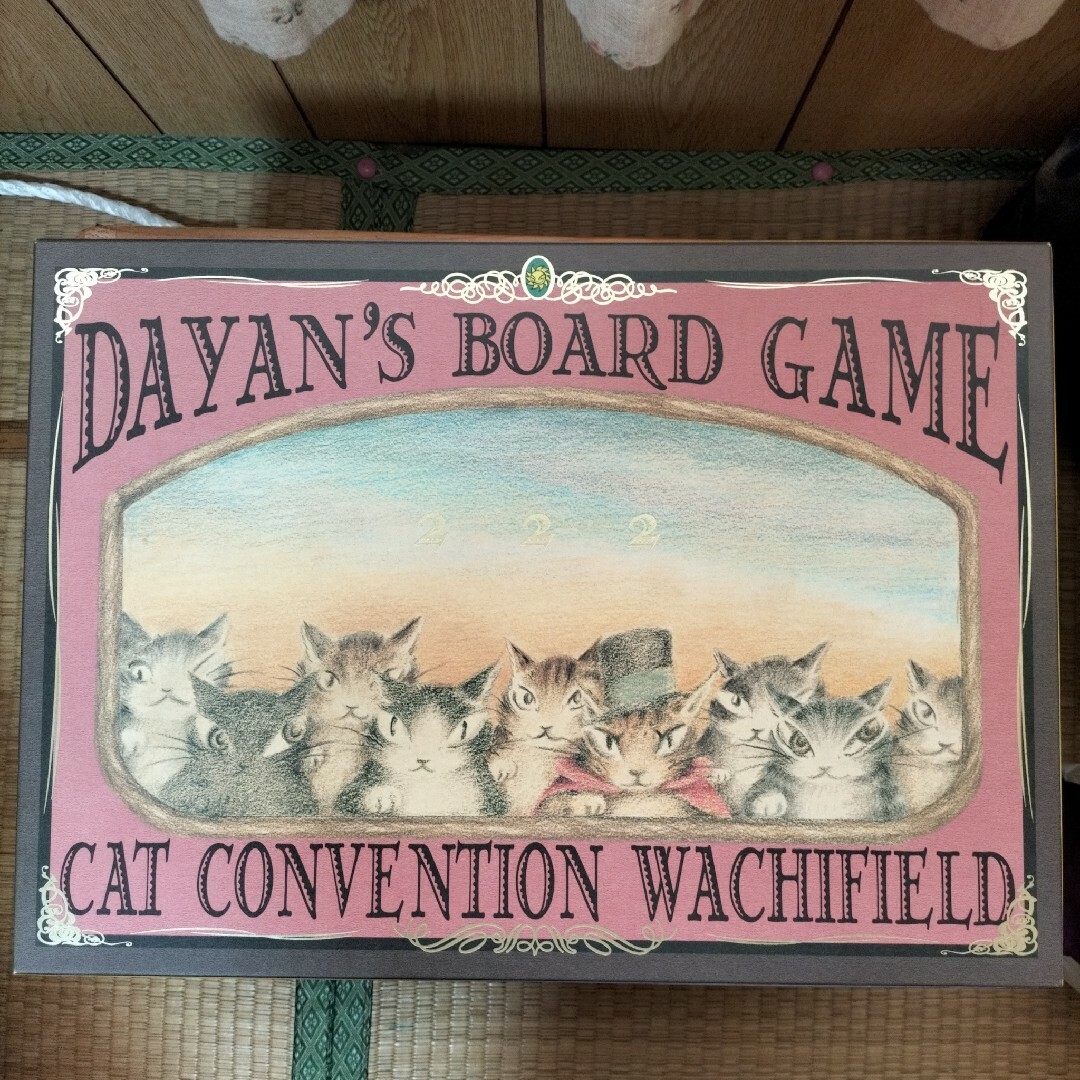 DAYAN'S BOARD GAME
2 2 2
CAT CONVENTION WACHIFIELD